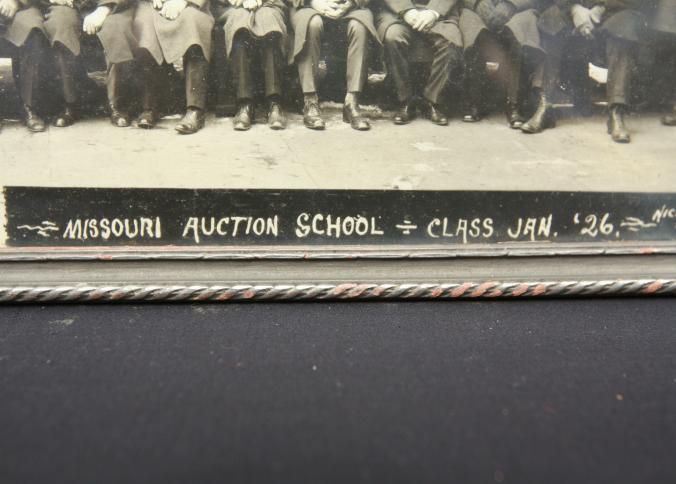 MISSOURI AUCTION SCHOOL ÷ CLASS JAN. '26.